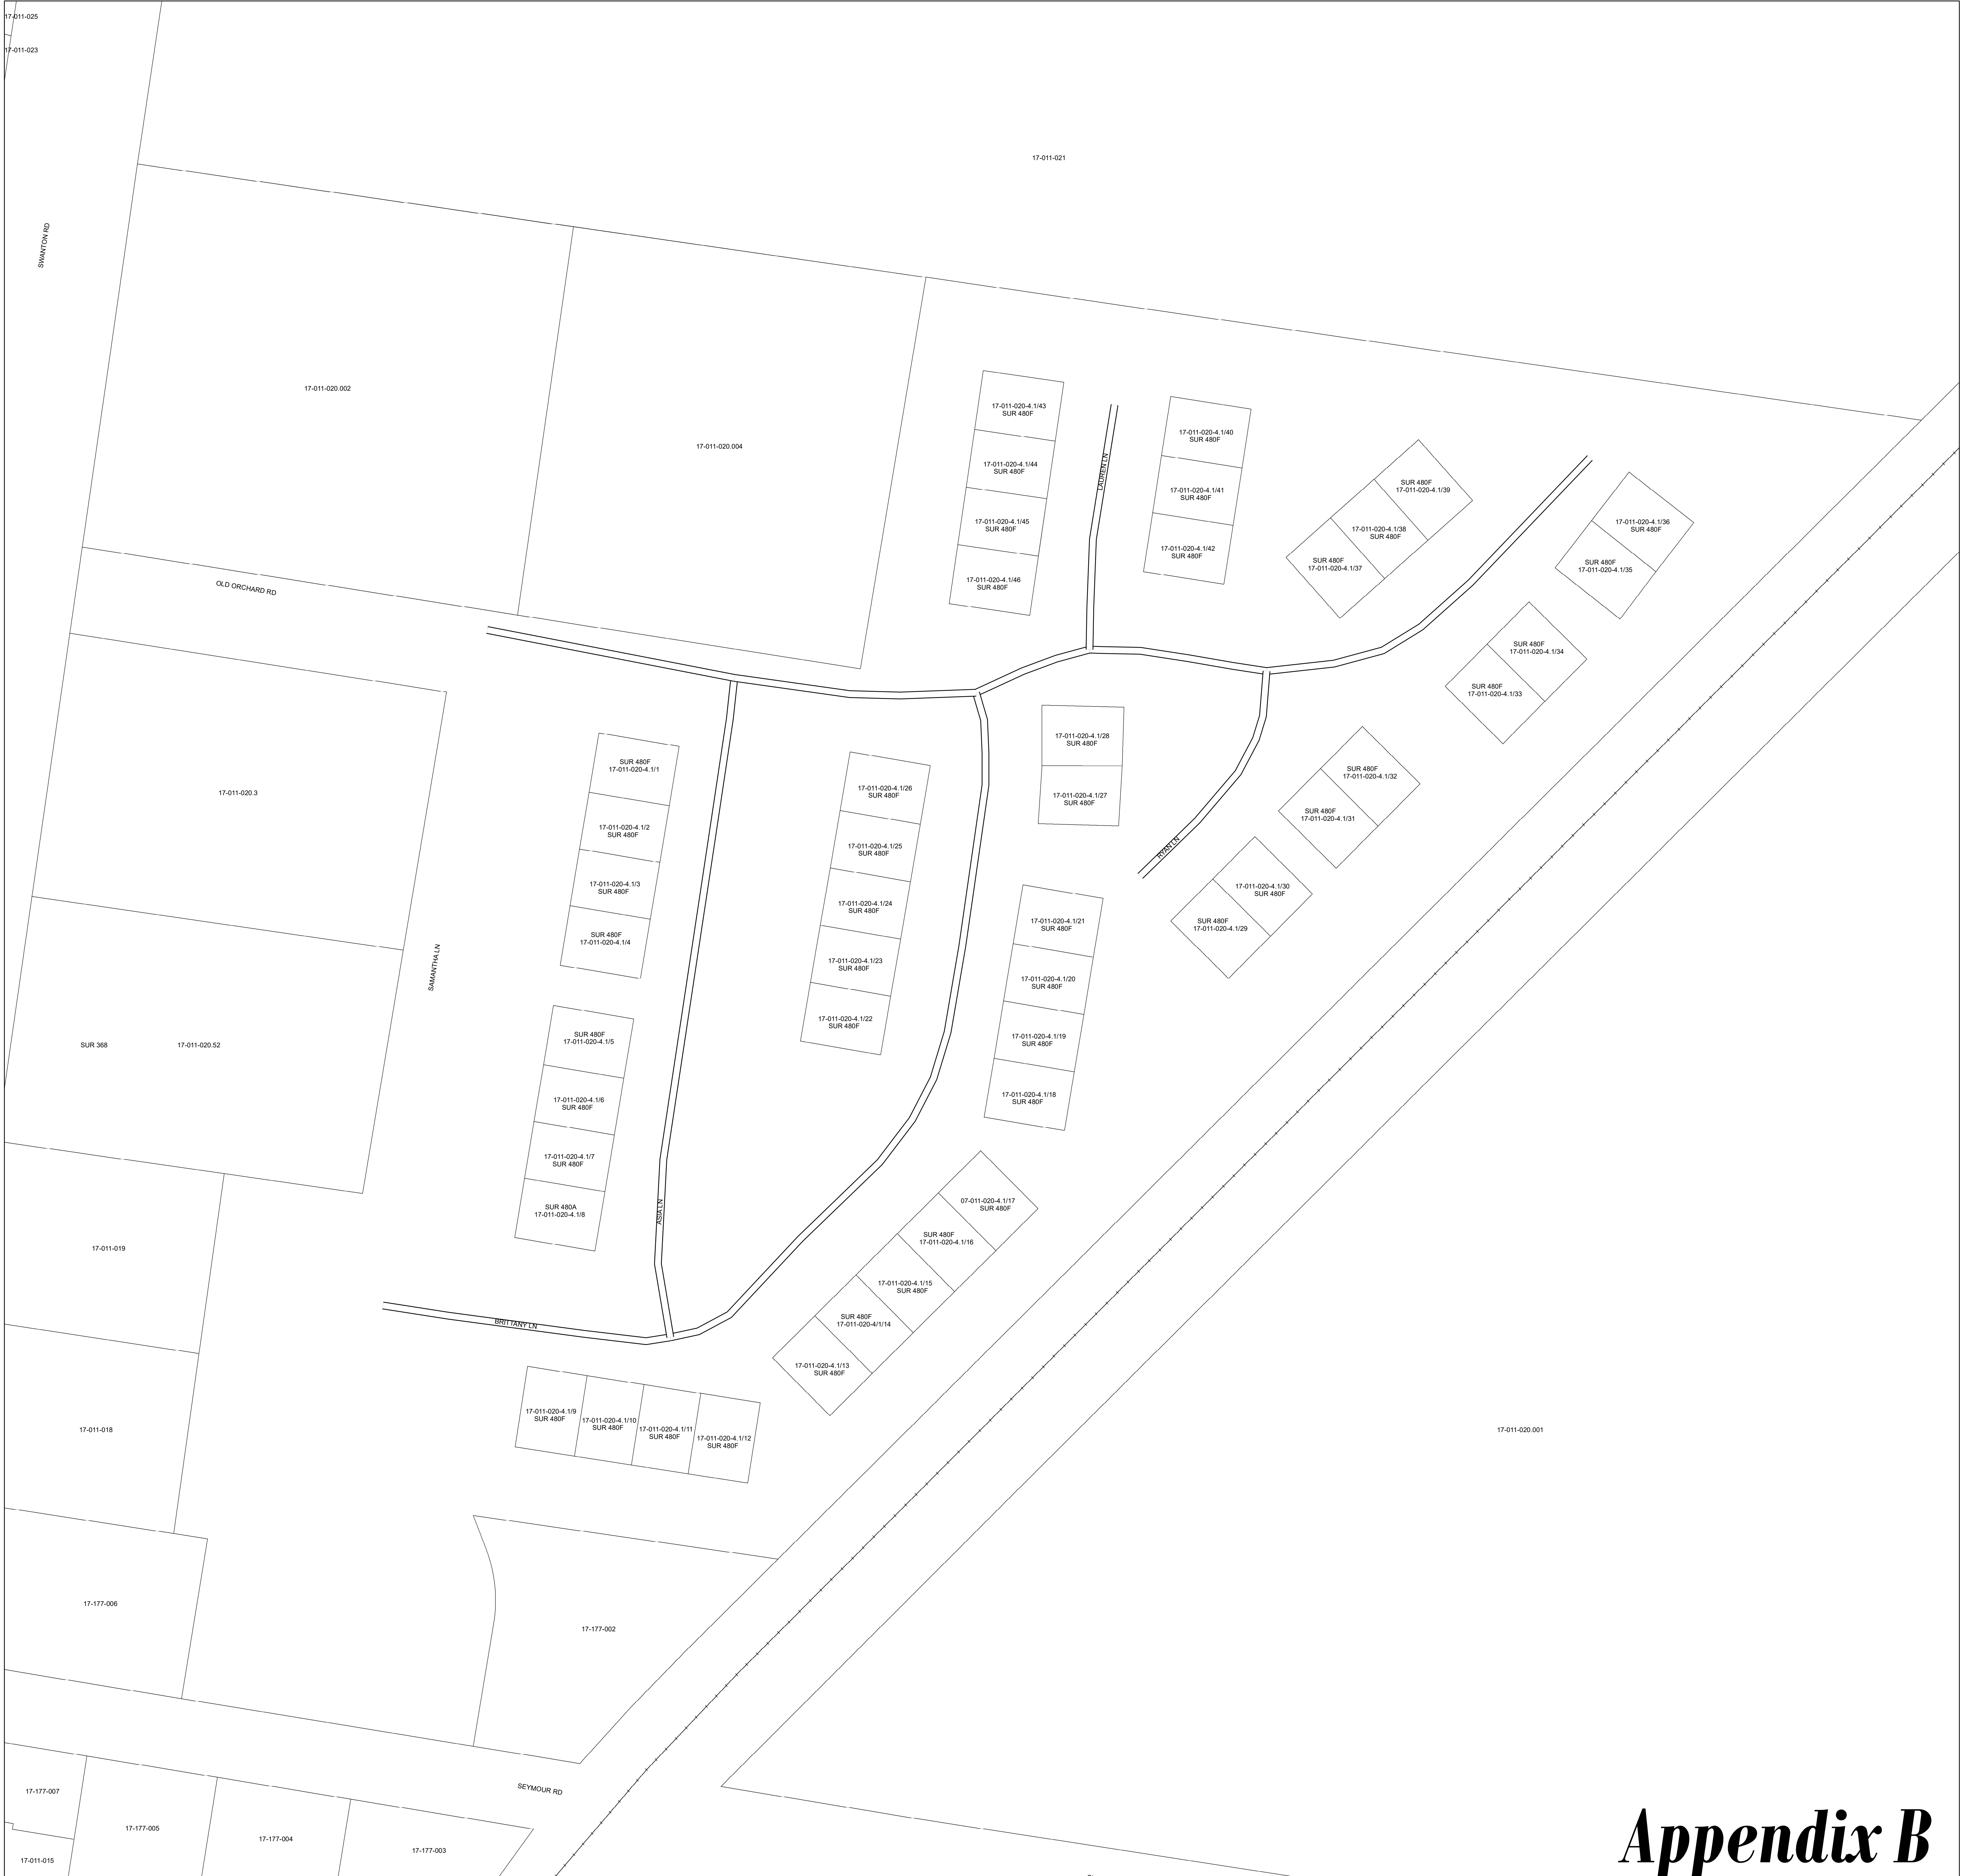 17-011-025
17-011-023
17-011-021
SWANTON RD
17-011-020.002
17-011-020.004
17-011-020-4.1/43
SUR 480F
17-011-020-4.1/44
SUR 480F
17-011-020-4.1/45
SUR 480F
17-011-020-4.1/46
SUR 480F
LAUREN LN
17-011-020-4.1/40
SUR 480F
17-011-020-4.1/41
SUR 480F
17-011-020-4.1/42
SUR 480F
SUR 480F
17-011-020-4.1/39
17-011-020-4.1/38
SUR 480F
SUR 480F
17-011-020-4.1/37
17-011-020-4.1/36
SUR 480F
SUR 480F
17-011-020-4.1/35
OLD ORCHARD RD
SUR 480F
17-011-020-4.1/34
SUR 480F
17-011-020-4.1/33
17-011-020-4.1/28
SUR 480F
17-011-020-4.1/27
SUR 480F
SUR 480F
17-011-020-4.1/32
SUR 480F
17-011-020-4.1/31
RYAN LN
17-011-020-4.1/30
SUR 480F
SUR 480F
17-011-020-4.1/29
17-011-020.3
SUR 480F
17-011-020-4.1/1
17-011-020-4.1/2
SUR 480F
17-011-020-4.1/3
SUR 480F
SUR 480F
17-011-020-4.1/4
17-011-020-4.1/26
SUR 480F
17-011-020-4.1/25
SUR 480F
17-011-020-4.1/24
SUR 480F
17-011-020-4.1/23
SUR 480F
17-011-020-4.1/22
SUR 480F
17-011-020-4.1/21
SUR 480F
17-011-020-4.1/20
SUR 480F
17-011-020-4.1/19
SUR 480F
17-011-020-4.1/18
SUR 480F
SAMANTHA LN
SUR 368
17-011-020.52
SUR 480F
17-011-020-4.1/5
17-011-020-4.1/6
SUR 480F
17-011-020-4.1/7
SUR 480F
SUR 480A
17-011-020-4.1/8
ASIA LN
07-011-020-4.1/17
SUR 480F
SUR 480F
17-011-020-4.1/16
17-011-020-4.1/15
SUR 480F
SUR 480F
17-011-020-4/1/14
17-011-020-4.1/13
SUR 480F
17-011-019
BRITTANY LN
17-011-020-4.1/9
SUR 480F
17-011-020-4.1/10
SUR 480F
17-011-020-4.1/11
SUR 480F
17-011-020-4.1/12
SUR 480F
17-011-018
17-011-020.001
17-177-006
17-177-002
SEYMOUR RD
17-177-007
17-177-005
17-177-004
17-177-003
17-011-015
Appendix B